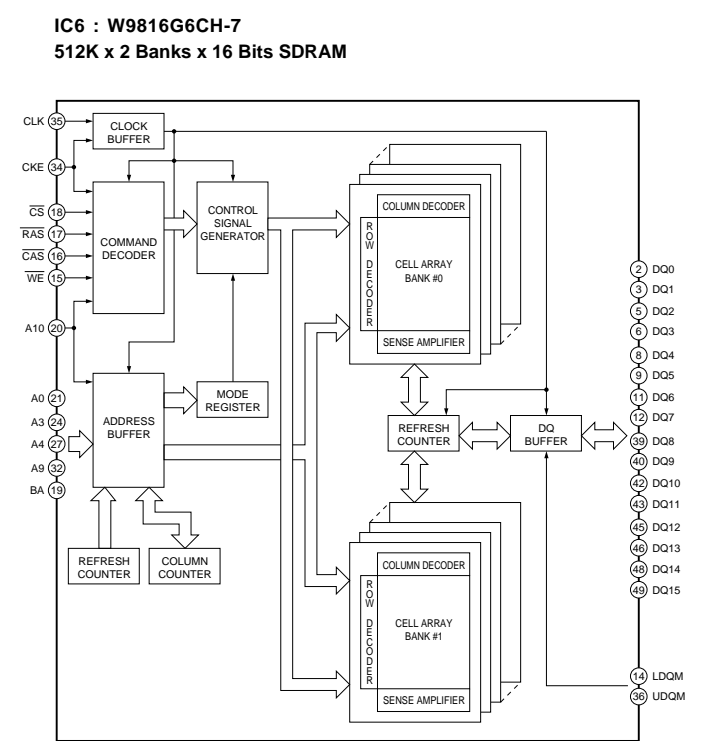 IC6 : W9816G6CH-7
512K x 2 Banks x 16 Bits SDRAM
CLK 35
CLOCK
BUFFER
CKE 34
CS 18
RAS 17
CAS 16
WE 15
COMMAND
DECODER
CONTROL
SIGNAL
GENERATOR
A10 20
A0 21
A3 24
A4 27
A9 32
BA 19
ADDRESS
BUFFER
MODE
REGISTER
REFRESH
COUNTER
COLUMN
COUNTER
COLUMN DECODER
ROW DECODER
CELL ARRAY
BANK #0
SENSE AMPLIFIER
REFRESH
COUNTER
DQ
BUFFER
COLUMN DECODER
ROW DECODER
CELL ARRAY
BANK #1
SENSE AMPLIFIER
2 DQ0
3 DQ1
5 DQ2
6 DQ3
8 DQ4
9 DQ5
11 DQ6
12 DQ7
39 DQ8
40 DQ9
42 DQ10
43 DQ11
45 DQ12
46 DQ13
48 DQ14
49 DQ15
14 LDQM
36 UDQM